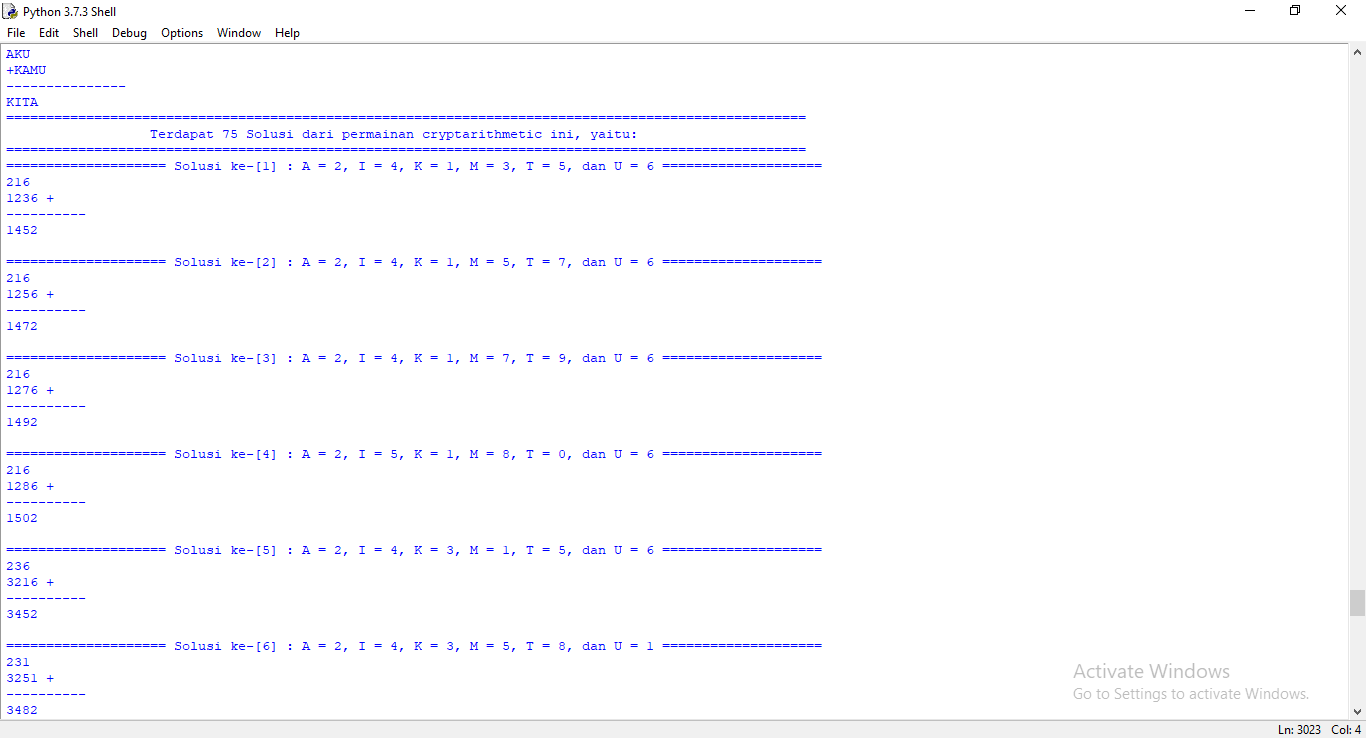 Python 3.7.3 Shell
File Edit Shell Debug Options Window Help
AKU
+KAMU
---------------
KITA
====================================================================================================
Terdapat 75 Solusi dari permainan cryptarithmetic ini, yaitu:
====================================================================================================
==================== Solusi ke-[1] : A = 2, I = 4, K = 1, M = 3, T = 5, dan U = 6 ====================
216
1236 +
----------
1452
==================== Solusi ke-[2] : A = 2, I = 4, K = 1, M = 5, T = 7, dan U = 6 ====================
216
1256 +
----------
1472
==================== Solusi ke-[3] : A = 2, I = 4, K = 1, M = 7, T = 9, dan U = 6 ====================
216
1276 +
----------
1492
==================== Solusi ke-[4] : A = 2, I = 5, K = 1, M = 8, T = 0, dan U = 6 ====================
216
1286 +
----------
1502
==================== Solusi ke-[5] : A = 2, I = 4, K = 3, M = 1, T = 5, dan U = 6 ====================
236
3216 +
----------
3452
==================== Solusi ke-[6] : A = 2, I = 4, K = 3, M = 5, T = 8, dan U = 1 ====================
231
3251 +
----------
3482
Activate Windows
Go to Settings to activate Windows.
Ln: 3023 Col: 4